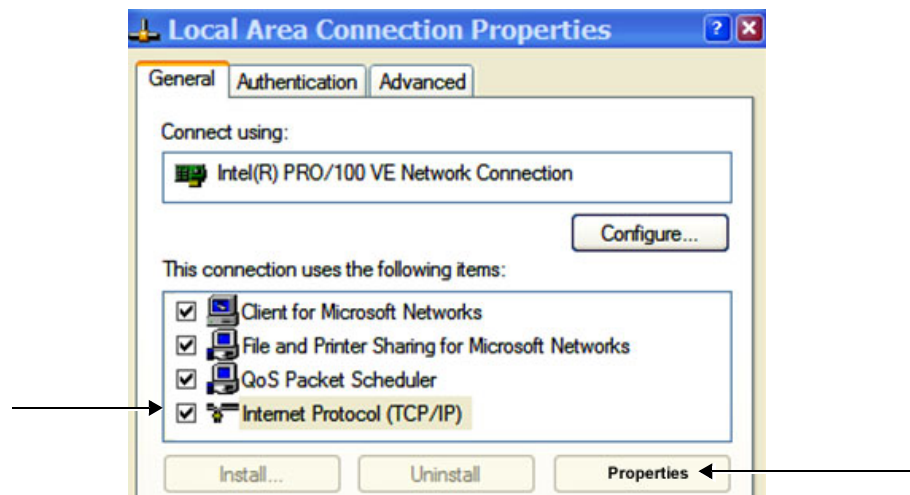 Local Area Connection Properties
General Authentication Advanced
Connect using:
Intel(R) PRO/100 VE Network Connection
Configure...
This connection uses the following items:
Client for Microsoft Networks
File and Printer Sharing for Microsoft Networks
QoS Packet Scheduler
Internet Protocol (TCP/IP)
Install... Uninstall Properties